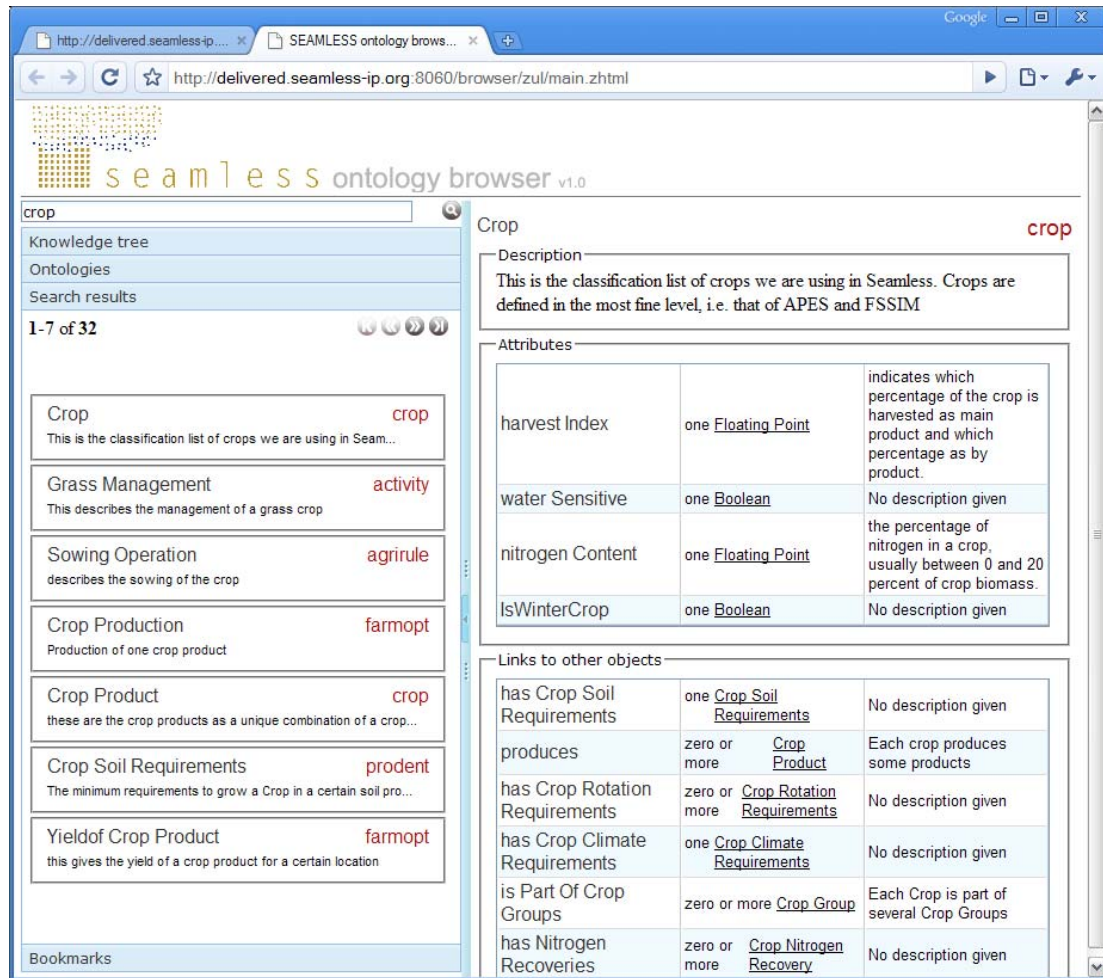 Google
http://delivered.seamless-ip....
SEAMLESS ontology brows...
http://delivered.seamless-ip.org:8060/browser/zul/main.zhtml
seamless ontology browser v1.0
crop
Knowledge tree
Ontologies
Search results
1-7 of 32
Crop crop
This is the classification list of crops we are using in Seam...
Grass Management activity
This describes the management of a grass crop
Sowing Operation agrirule
describes the sowing of the crop
Crop Production farmopt
Production of one crop product
Crop Product crop
these are the crop products as a unique combination of a crop...
Crop Soil Requirements prodent
The minimum requirements to grow a Crop in a certain soil pro...
Yieldof Crop Product farmopt
this gives the yield of a crop product for a certain location
Bookmarks
Crop crop
Description
This is the classification list of crops we are using in Seamless. Crops are
defined in the most fine level, i.e. that of APES and FSSIM
Attributes
harvest Index
one Floating Point
indicates which
percentage of the crop is
harvested as main
product and which
percentage as by
product.
water Sensitive one Boolean No description given
nitrogen Content
one Floating Point
the percentage of
nitrogen in a crop,
usually between 0 and 20
percent of crop biomass.
IsWinterCrop one Boolean No description given
Links to other objects
has Crop Soil
Requirements
one Crop Soil
Requirements
No description given
produces
zero or
more
Crop
Product
Each crop produces
some products
has Crop Rotation
Requirements
zero or
more
Crop Rotation
Requirements
No description given
has Crop Climate
Requirements
one Crop Climate
Requirements
No description given
is Part Of Crop
Groups
zero or more Crop Group
Each Crop is part of
several Crop Groups
has Nitrogen
Recoveries
zero or
more
Crop Nitrogen
Recovery
No description given